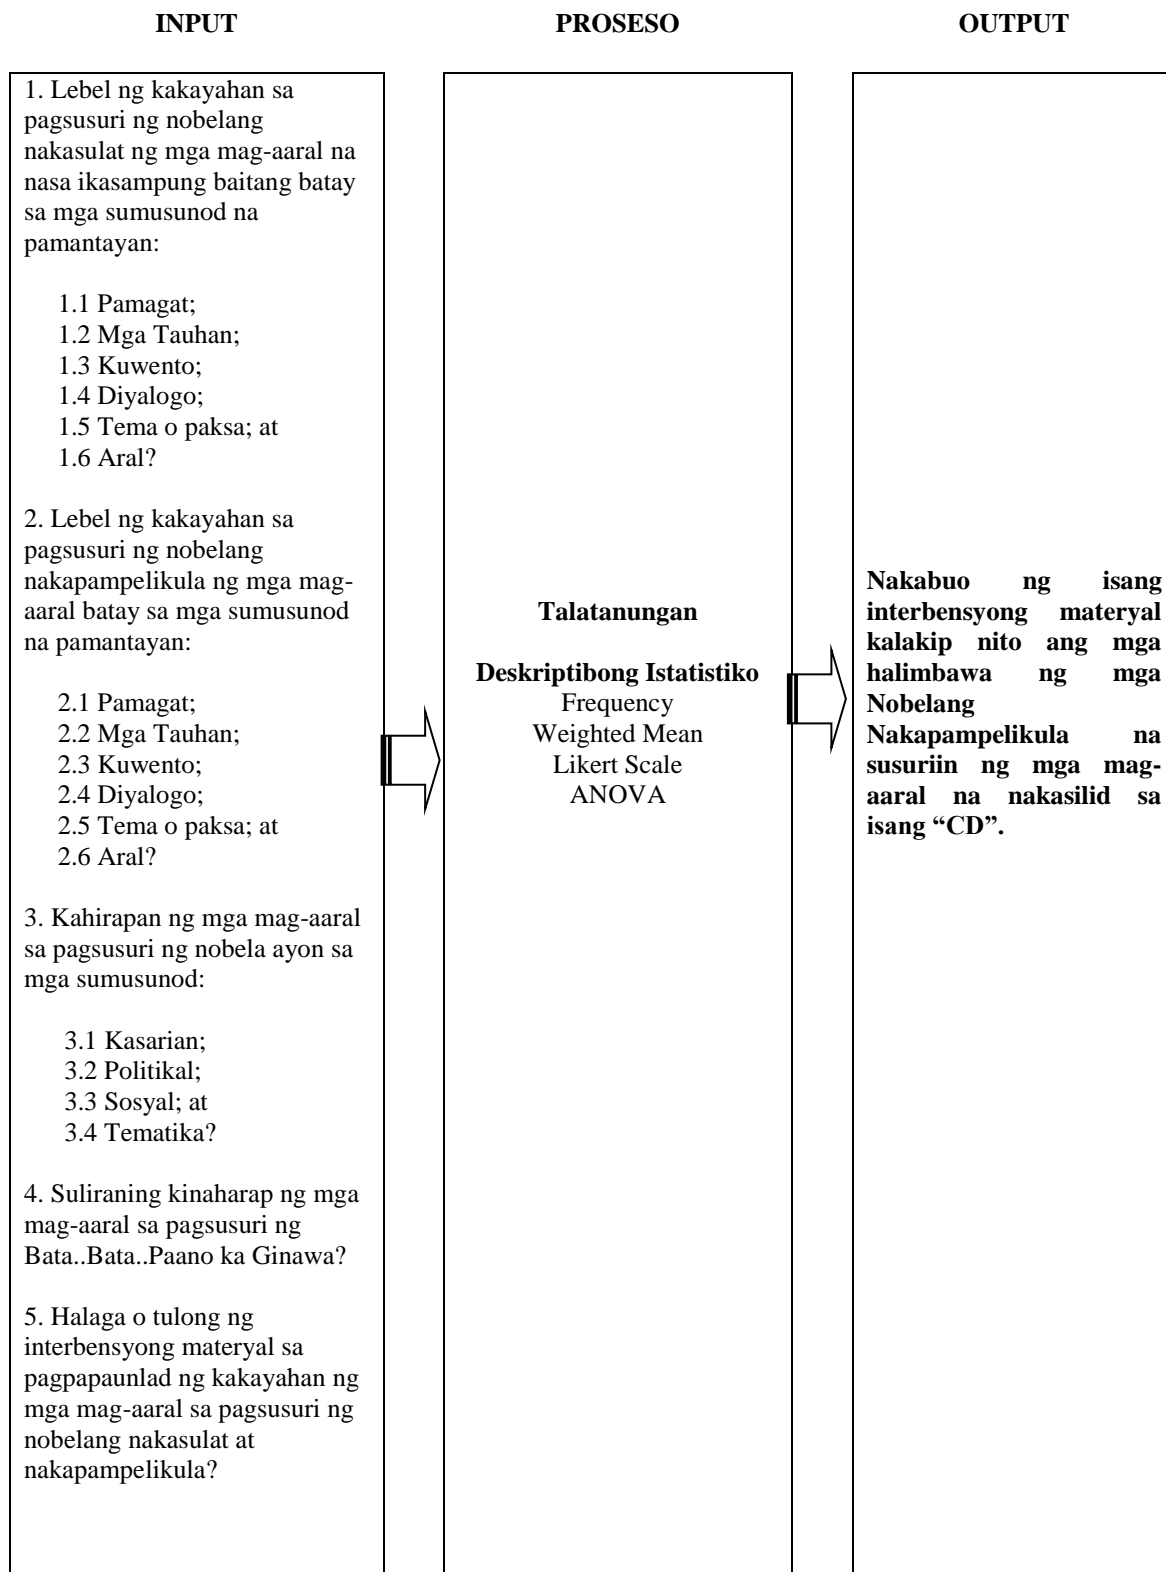 INPUT
PROSESO
OUTPUT
1. Lebel ng kakayahan sa
pagsusuri ng nobelang
nakasulat ng mga mag-aaral na
nasa ikasampung baitang batay
sa mga sumusunod na
pamantayan:
1.1 Pamagat;
1.2 Mga Tauhan;
1.3 Kuwento;
1.4 Diyalogo;
1.5 Tema o paksa; at
1.6 Aral?
2. Lebel ng kakayahan sa
pagsusuri ng nobelang
nakapampelikula ng mga mag-
aaral batay sa mga sumusunod
na pamantayan:
2.1 Pamagat;
2.2 Mga Tauhan;
2.3 Kuwento;
2.4 Diyalogo;
2.5 Tema o paksa; at
2.6 Aral?
3. Kahirapan ng mga mag-aaral
sa pagsusuri ng nobela ayon sa
mga sumusunod:
3.1 Kasarian;
3.2 Politikal;
3.3 Sosyal; at
3.4 Tematika?
4. Suliraning kinaharap ng mga
mag-aaral sa pagsusuri ng
Bata..Bata..Paano ka Ginawa?
5. Halaga o tulong ng
interbensyong materyal sa
pagpapaunlad ng kakayahan ng
mga mag-aaral sa pagsusuri ng
nobelang nakasulat at
nakapampelikula?
Talatanungan
Deskriptibong Istatistiko
Frequency
Weighted Mean
Likert Scale
ANOVA
Nakabuo ng isang
interbensyong materyal
kalakip nito ang mga
halimbawa ng mga
Nobelang
Nakapampelikula na
susuriin ng mga mag-
aaral na nakasilid sa
isang “CD”.